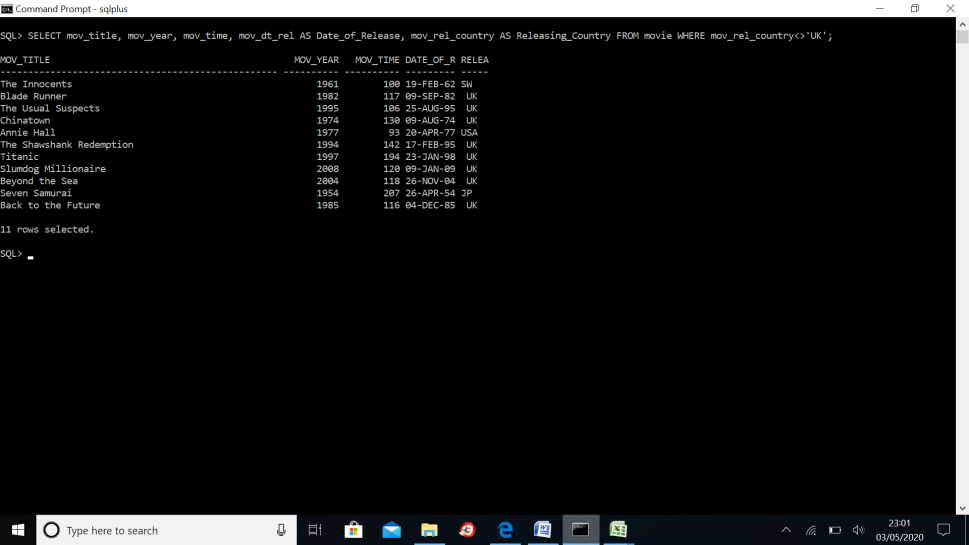 Command Prompt - sqlplus
SQL> SELECT mov_title, mov_year, mov_time, mov_dt_rel AS Date_of_Release, mov_rel_country AS Releasing_Country FROM movie WHERE mov_rel_country<>'UK';
MOV_TITLE MOV_YEAR MOV_TIME DATE_OF_R RELEA
-------------------------------------------------- ---------- ---------- --------- -----
The Innocents 1961 100 19-FEB-62 SW
Blade Runner 1982 117 09-SEP-82 UK
The Usual Suspects 1995 106 25-AUG-95 UK
Chinatown 1974 130 09-AUG-74 UK
Annie Hall 1977 93 20-APR-77 USA
The Shawshank Redemption 1994 142 17-FEB-95 UK
Titanic 1997 194 23-JAN-98 UK
Slumdog Millionaire 2008 120 09-JAN-09 UK
Beyond the Sea 2004 118 26-NOV-04 UK
Seven Samurai 1954 207 26-APR-54 JP
Back to the Future 1985 116 04-DEC-85 UK
11 rows selected.
SQL>
Type here to search
23:01
03/05/2020